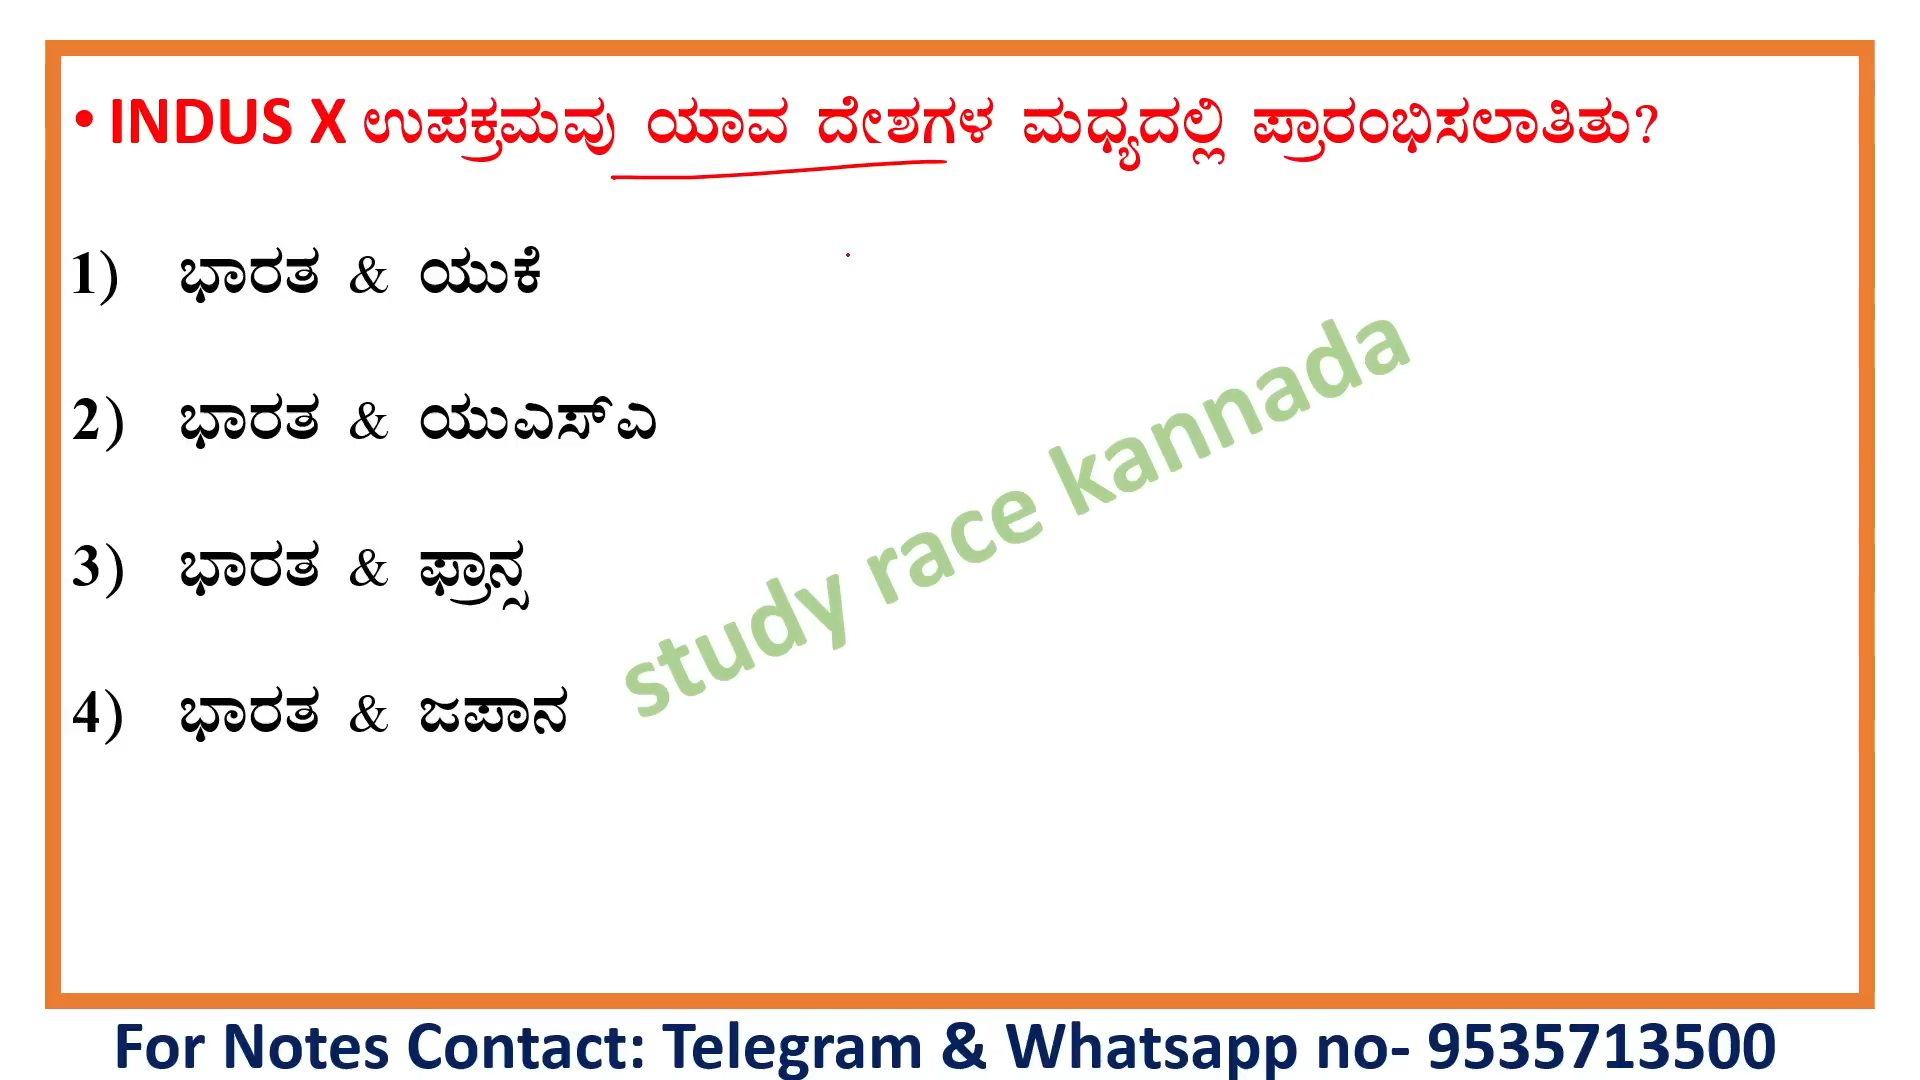 • INDUS X ಉಪಕ್ರಮವು ಯಾವ ದೇಶಗಳ ಮಧ್ಯದಲ್ಲಿ ಪ್ರಾರಂಭಿಸಲಾತಿತು?
1) ಭಾರತ & ಯುಕೆ
2) ಭಾರತ & ಯುಎಸ್ಎ
3) ಭಾರತ & ಫ್ರಾನ್ಸ
4) ಭಾರತ & ಜಪಾನ
study race kannada
For Notes Contact: Telegram & Whatsapp no- 9535713500